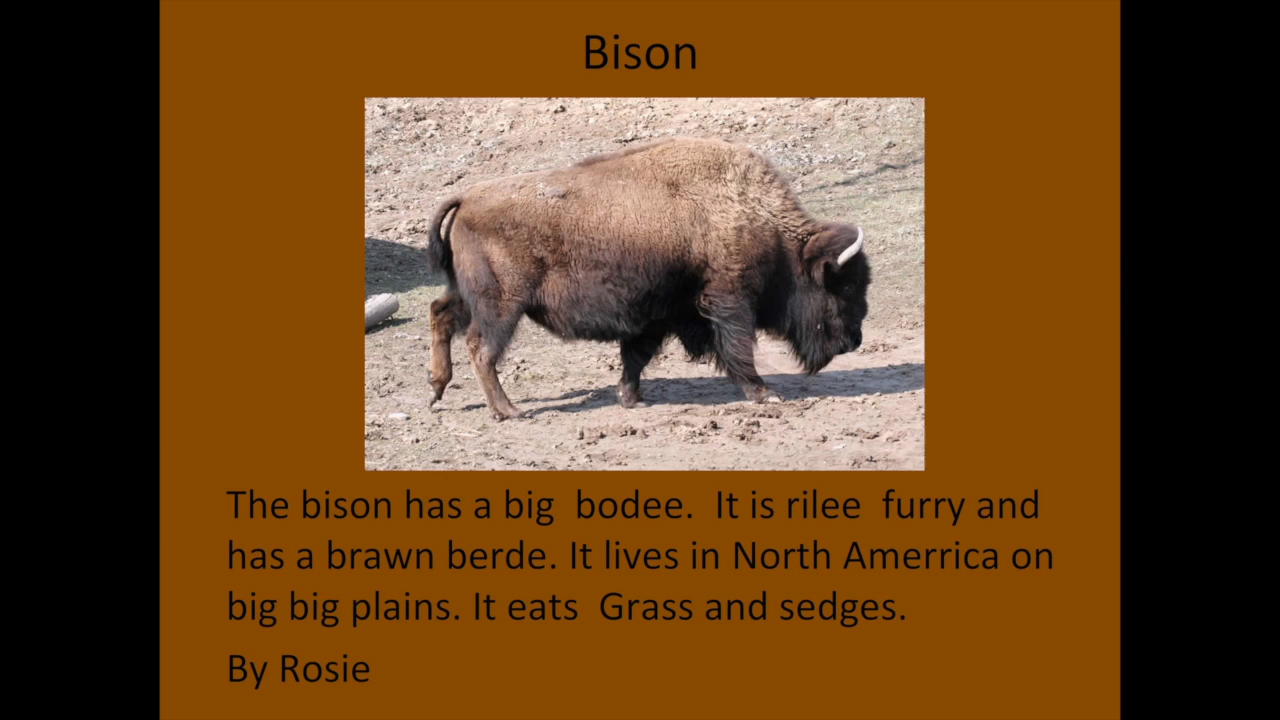 Bison
The bison has a big  bodee.  It is rilee  furry and
has a brawn berde. It lives in North Amerrica on
big big plains. It eats  Grass and sedges.
By Rosie